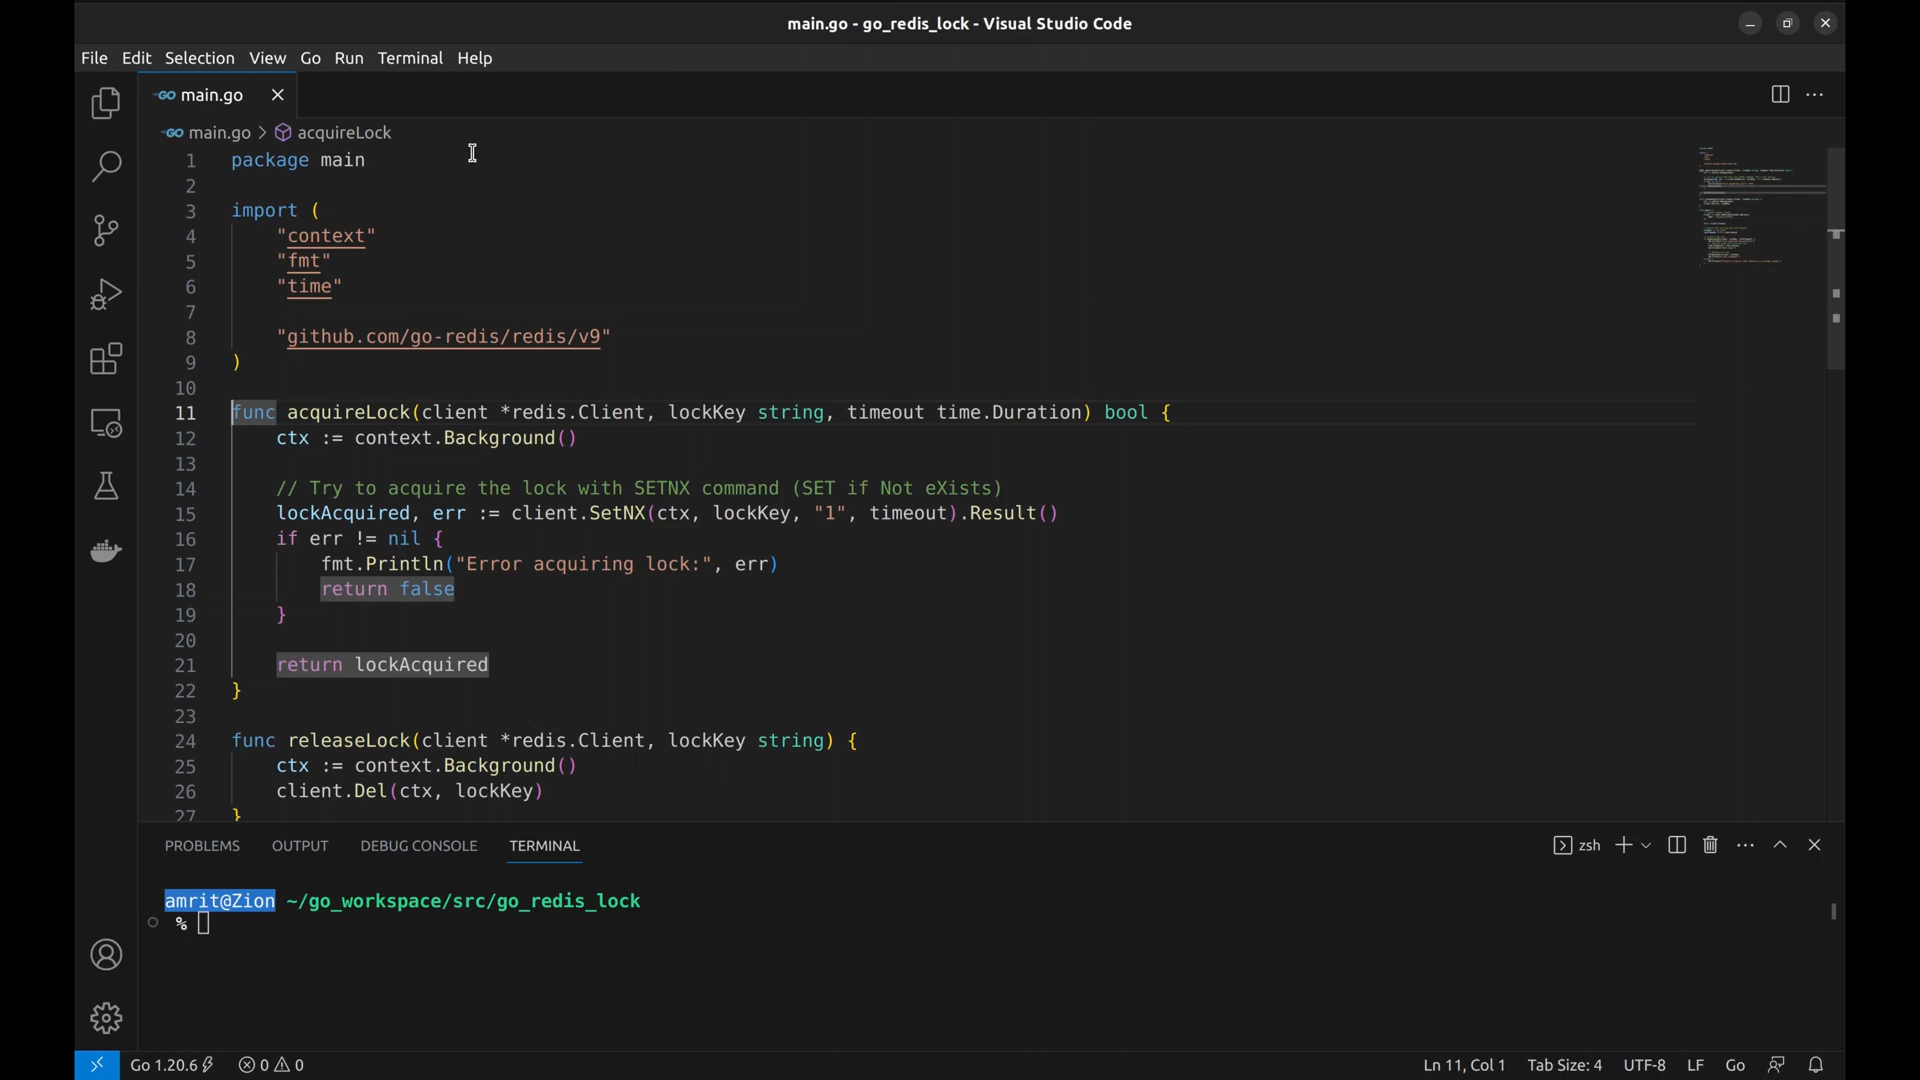 main.go - go_redis_lock - Visual Studio Code
File Edit Selection View Go Run Terminal Help
GO main.go
GO main.go > acquireLock
1 package main
2
3 import (
4 "context"
5 "fmt"
6 "time"
7
8 "github.com/go-redis/redis/v9"
9 )
10
11 func acquireLock(client *redis.Client, lockKey string, timeout time.Duration) bool {
12 ctx := context.Background()
13
14 // Try to acquire the lock with SETNX command (SET if Not eXists)
15 lockAcquired, err := client.SetNX(ctx, lockKey, "1", timeout).Result()
16 if err != nil {
17 fmt.Println("Error acquiring lock:", err)
18 return false
19 }
20
21 return lockAcquired
22 }
23
24 func releaseLock(client *redis.Client, lockKey string) {
25 ctx := context.Background()
26 client.Del(ctx, lockKey)
27 }
PROBLEMS OUTPUT DEBUG CONSOLE TERMINAL zsh
amrit@Zion ~/go_workspace/src/go_redis_lock
%
Go 1.20.6 0 0 Ln 11, Col 1 Tab Size: 4 UTF-8 LF Go